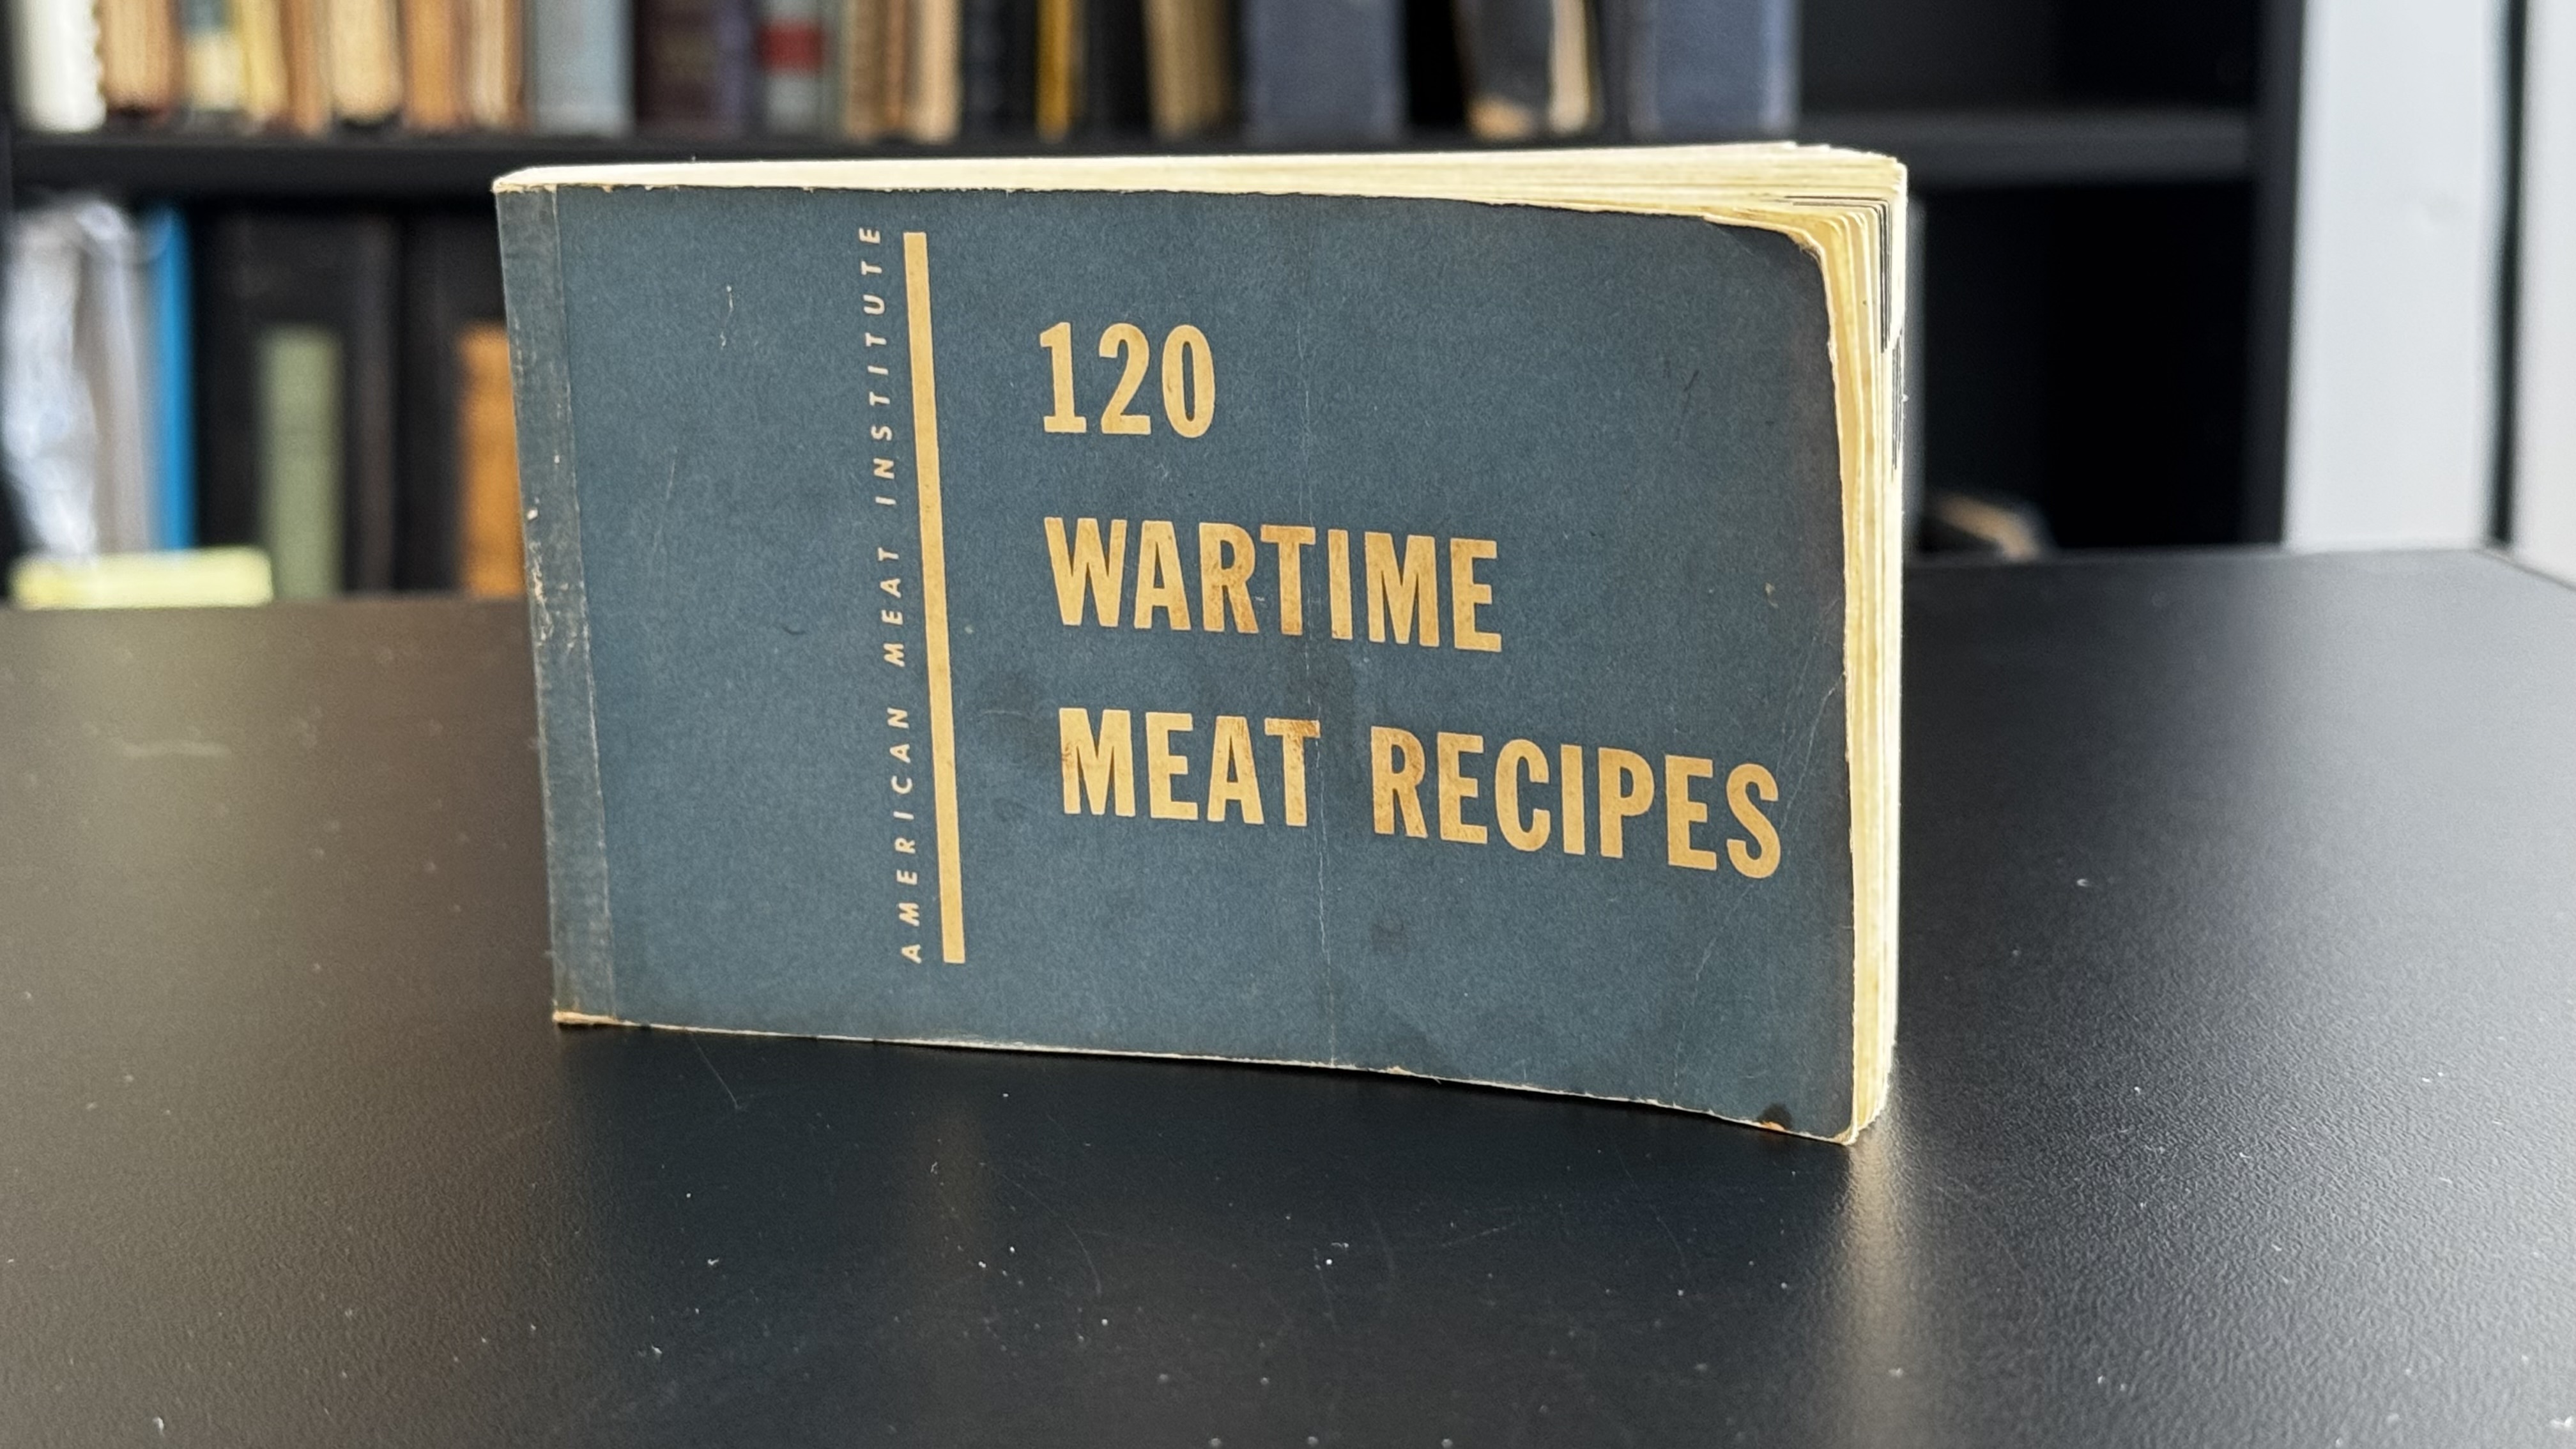 AMERICAN MEAT INSTITUTE
120
WARTIME
MEAT RECIPES